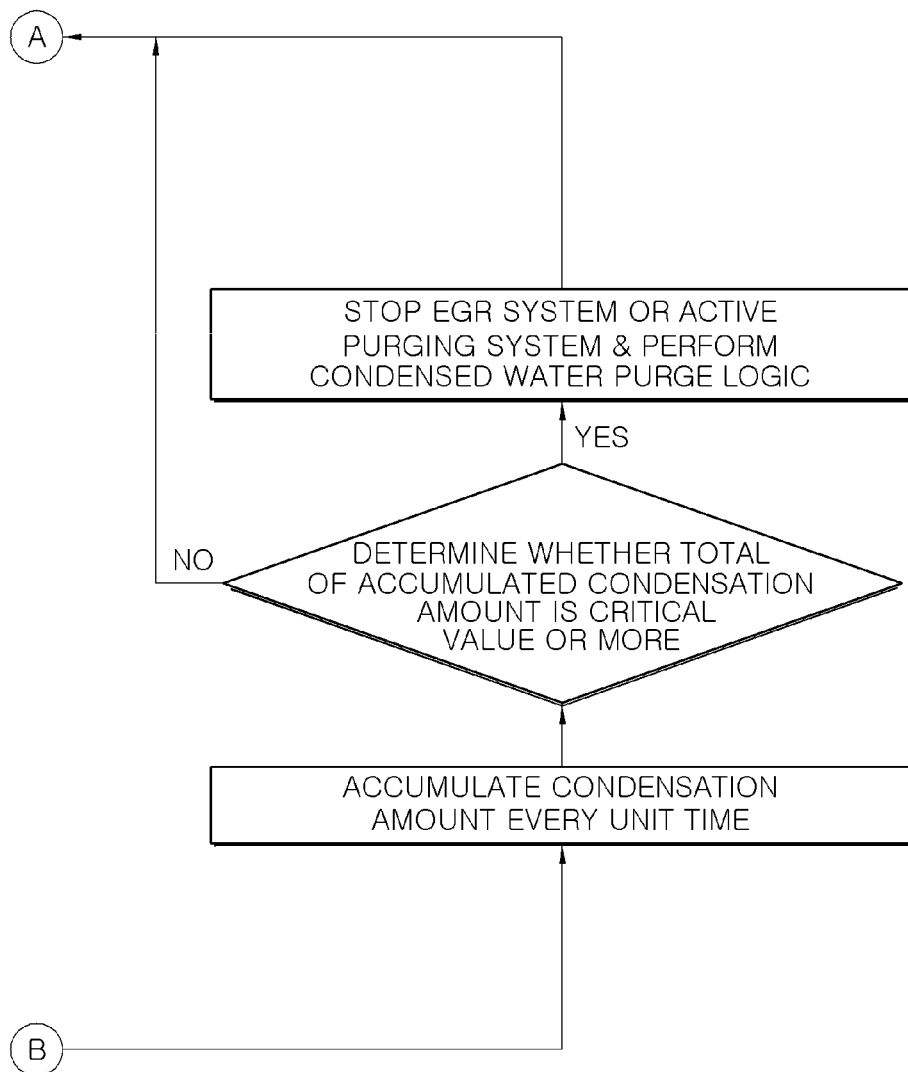 A
STOP EGR SYSTEM OR ACTIVE
PURGING SYSTEM & PERFORM
CONDENSED WATER PURGE LOGIC
YES
NO
DETERMINE WHETHER TOTAL
OF ACCUMULATED CONDENSATION
AMOUNT IS CRITICAL
VALUE OR MORE
ACCUMULATE CONDENSATION
AMOUNT EVERY UNIT TIME
B